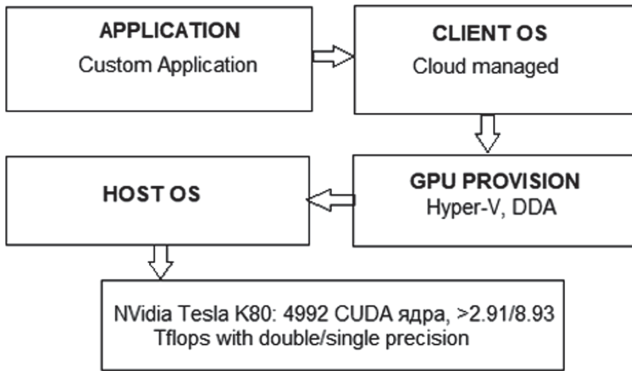 APPLICATION
Custom Application
CLIENT OS
Cloud managed
GPU PROVISION
Hyper-V, DDA
HOST OS
NVidia Tesla K80: 4992 CUDA ядра, >2.91/8.93
Tflops with double/single precision